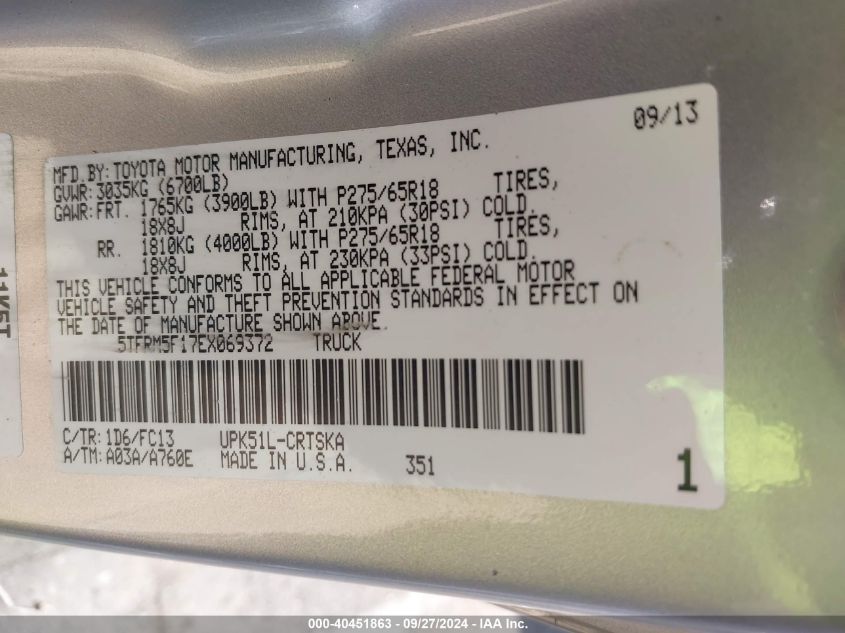 09/13
MFD.BY:TOYOTA MOTOR MANUFACTURING, TEXAS, INC.
GVWR:3035KG (6700LB)
GAWR:FRT. 1765KG (3900LB) WITH P275/65R18 TIRES,
18X8J RIMS, AT 210KPA (30PSI) COLD.
RR. 1810KG (4000LB) WITH P275/65R18 TIRES,
18X8J RIMS, AT 230KPA (33PSI) COLD.
THIS VEHICLE CONFORMS TO ALL APPLICABLE FEDERAL MOTOR
VEHICLE SAFETY AND THEFT PREVENTION STANDARDS IN EFFECT ON
THE DATE OF MANUFACTURE SHOWN ABOVE.
5TFRM5F17EX069372 TRUCK
C/TR:1D6/FC13 UPK51L-CRTSKA
A/TM:A03A/A760E MADE IN U.S.A. 351
1
11K5T
000-40451863 - 09/27/2024 - IAA Inc.